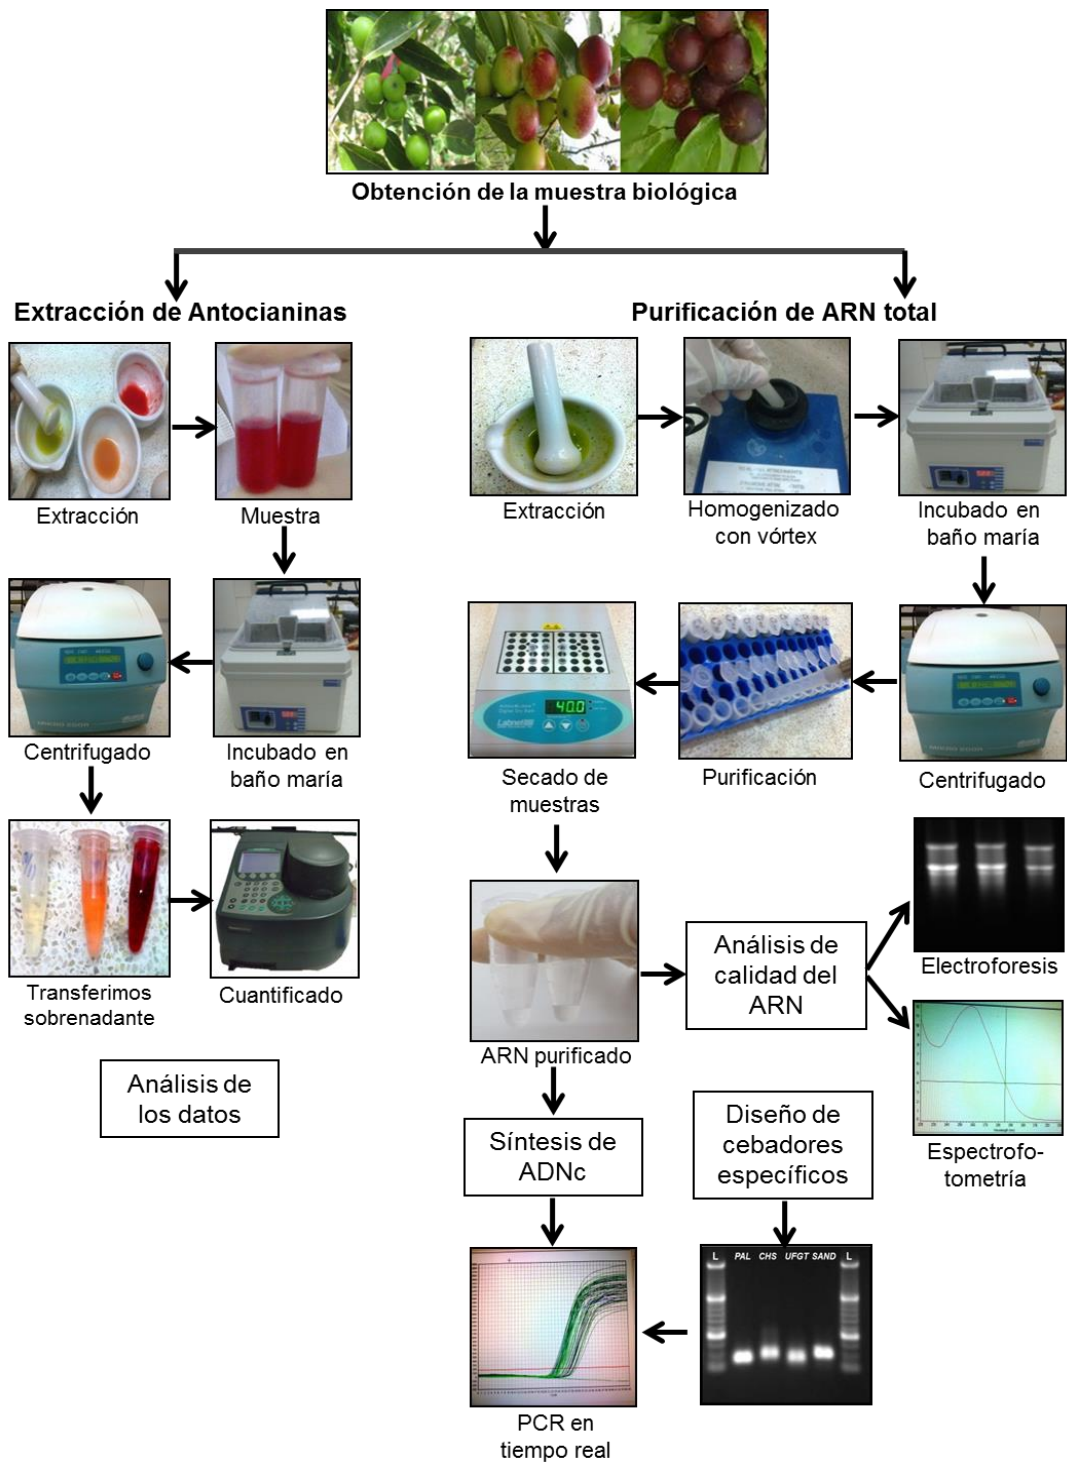 Obtención de la muestra biológica
Extracción de Antocianinas
Purificación de ARN total
Extracción
Muestra
Extracción
Homogenizado
con vórtex
Incubado en
baño maría
Centrifugado
Incubado en
baño maría
40.0
Labnet
Secado de
muestras
Purificación
Centrifugado
Transferimos
sobrenadante
Cuantificado
ARN purificado
Análisis de
calidad del
ARN
Electroforesis
Espectrofo-
tometría
Análisis de
los datos
Síntesis de
ADNc
Diseño de
cebadores
específicos
L PAL CHS UFGT SAND L
PCR en
tiempo real